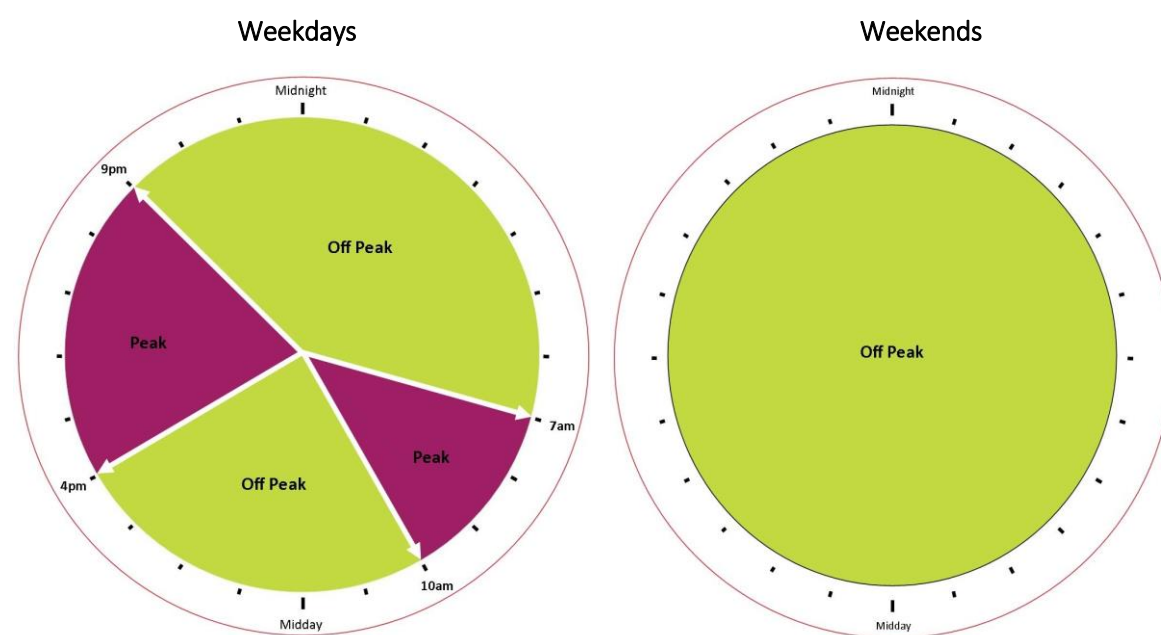 Weekdays
Midnight
9pm
Off Peak
Peak
7am
Peak
Off Peak
4pm
10am
Midday
Weekends
Midnight
Off Peak
Midday